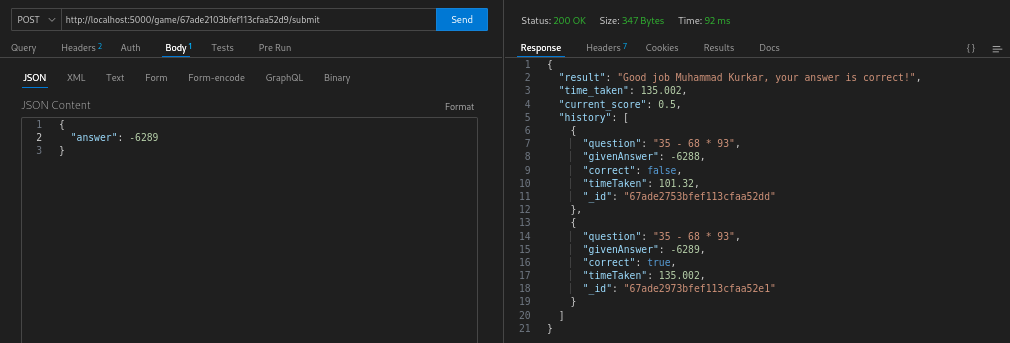 POST http://localhost:5000/game/67ade2103bfef113cfaa52d9/submit Send
Query Headers 2 Auth Body 1 Tests Pre Run
JSON XML Text Form Form-encode GraphQL Binary
JSON Content Format
1 {
2 "answer": -6289
3 }
Status: 200 OK Size: 347 Bytes Time: 92 ms
Response Headers 7 Cookies Results Docs {}
1 {
2 "result": "Good job Muhammad Kurkar, your answer is correct!",
3 "time_taken": 135.002,
4 "current_score": 0.5,
5 "history": [
6 {
7 "question": "35 - 68 * 93",
8 "givenAnswer": -6288,
9 "correct": false,
10 "timeTaken": 101.32,
11 "_id": "67ade2753bfef113cfaa52dd"
12 },
13 {
14 "question": "35 - 68 * 93",
15 "givenAnswer": -6289,
16 "correct": true,
17 "timeTaken": 135.002,
18 "_id": "67ade2973bfef113cfaa52e1"
19 }
20 ]
21 }